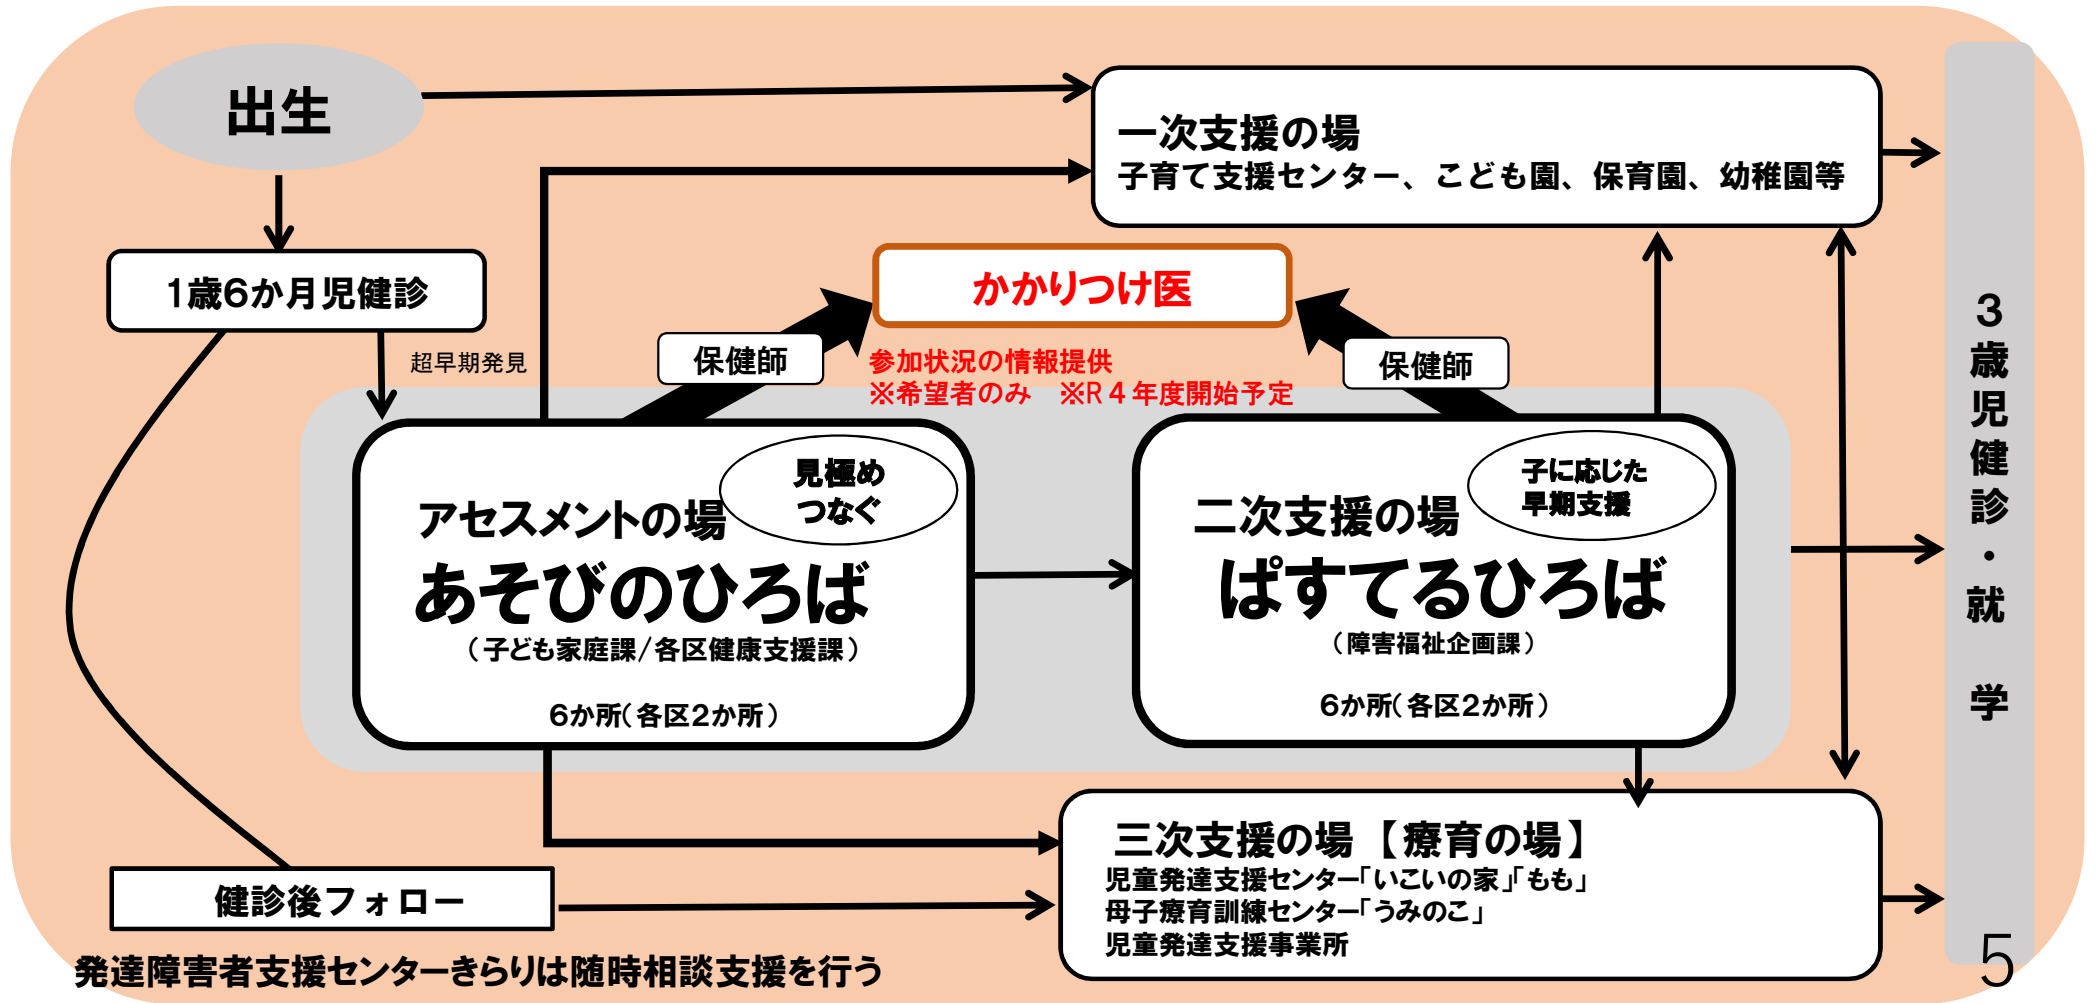 出生
一次支援の場
子育て支援センター、こども園、保育園、幼稚園等
1歳6か月児健診
超早期発見
かかりつけ医
保健師
参加状況の情報提供
※希望者のみ　※R４年度開始予定
保健師
見極め
つなぐ
アセスメントの場
あそびのひろば
（子ども家庭課/各区健康支援課）
6か所（各区2か所）
子に応じた
早期支援
二次支援の場
ぱすてるひろば
（障害福祉企画課）
6か所（各区2か所）
３歳児健診・就　学
健診後フォロー
三次支援の場【療育の場】
児童発達支援センター「いこいの家」「もも」
母子療育訓練センター「うみのこ」
児童発達支援事業所
発達障害者支援センターきらりは随時相談支援を行う
5